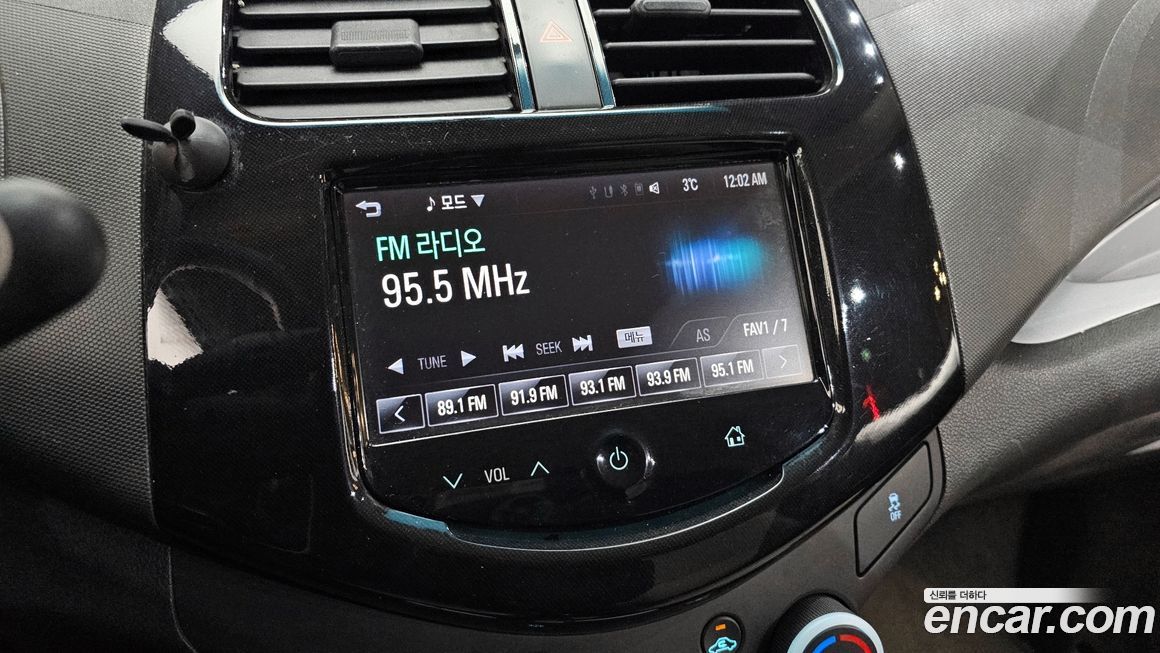 모드 3℃ 12:02 AM
FM 라디오
95.5 MHz
TUNE SEEK 메뉴 AS FAV1 / 7
89.1 FM 91.9 FM 93.1 FM 93.9 FM 95.1 FM
VOL
OFF
신뢰를 더하다
encar.com